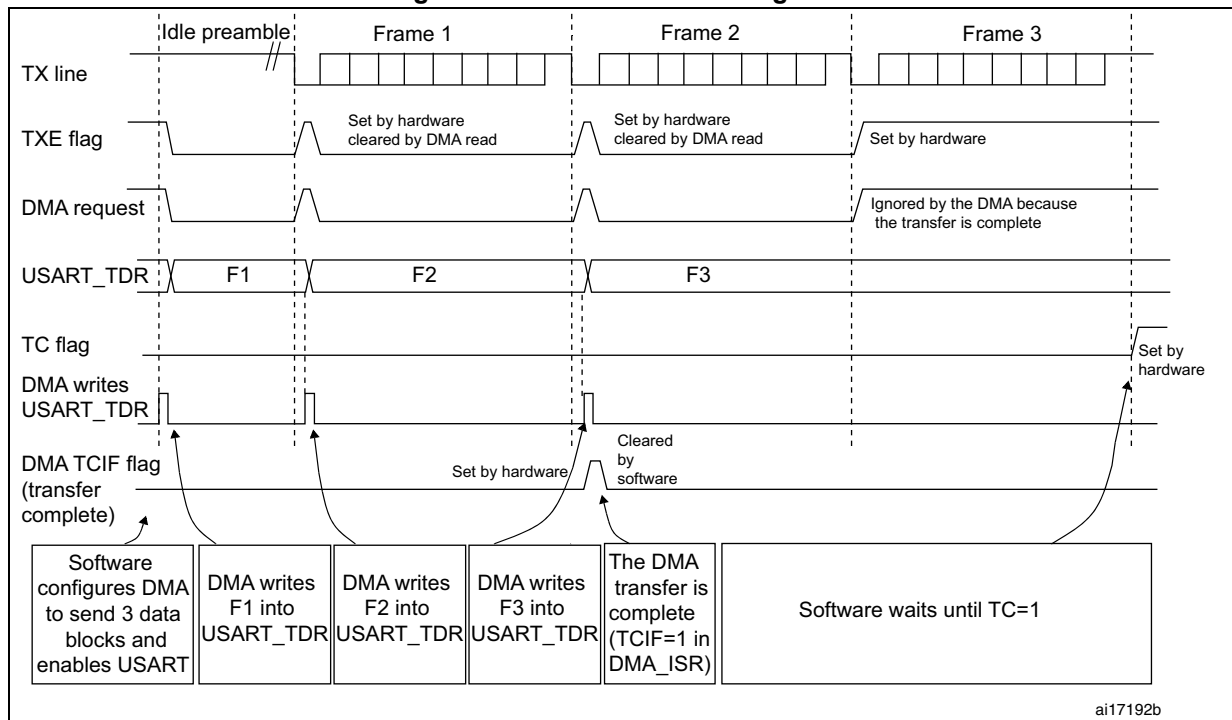 Idle preamble
Frame 1
Frame 2
Frame 3
TX line
TXE flag
Set by hardware
cleared by DMA read
Set by hardware
cleared by DMA read
Set by hardware
DMA request
Ignored by the DMA because
the transfer is complete
USART_TDR
F1
F2
F3
TC flag
Set by
hardware
DMA writes
USART_TDR
DMA TCIF flag
(transfer
complete)
Set by hardware
Cleared
by
software
Software
configures DMA
to send 3 data
blocks and
enables USART
DMA writes
F1 into
USART_TDR
DMA writes
F2 into
USART_TDR
DMA writes
F3 into
USART_TDR
The DMA
transfer is
complete
(TCIF=1 in
DMA_ISR)
Software waits until TC=1
ai17192b